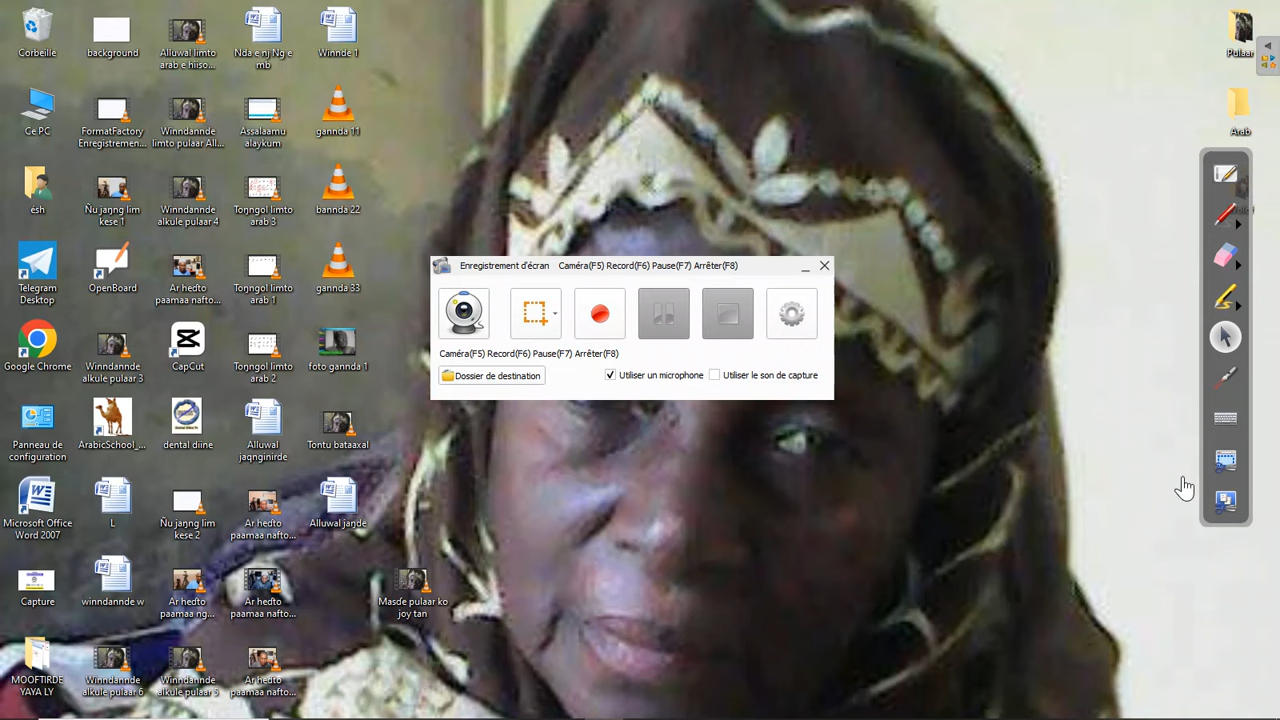 Corbeille
background
Alluwal limto
arab e hiiso...
Nda e nj Ng e
mb
Winnde 1
Pulaar
Ce PC
FormatFactory
Enregistremen...
Winndannde
limto pulaar All...
Assalaamu
alaykum
gannda 11
Arab
ésh
Ñu jaŋng lim
kese 1
Winndannde
alkule pulaar 4
Toŋngol limto
arab 3
bannda 22
Telegram
Desktop
OpenBoard
Ar hedto
paamaa nafto...
Toŋngol limto
arab 1
gannda 33
Enregistrement d'écran Caméra(F5) Record(F6) Pause(F7) Arrêter(F8)
Caméra(F5) Record(F6) Pause(F7) Arrêter(F8)
Dossier de destination
Utiliser un microphone
Utiliser le son de capture
Google Chrome
Winndannde
alkule pulaar 3
CapCut
Toŋngol limto
arab 2
foto gannda 1
Panneau de
configuration
ArabicSchool_...
dental diine
Alluwal
jaŋnginirde
Tontu bataaxal
Microsoft Office
Word 2007
L
Ñu jaŋng lim
kese 2
Ar hedto
paamaa nafto...
Alluwal jaŋde
Capture
winndannde w
Ar hedto
paamaa ng...
Ar hedto
paamaa nafto...
Masɗe pulaar ko
joy tan
MOOFTIRDE
YAYA LY
Winndannde
alkule pulaar 6
Winndannde
alkule pulaar 5
Ar hedto
paamaa nafto...